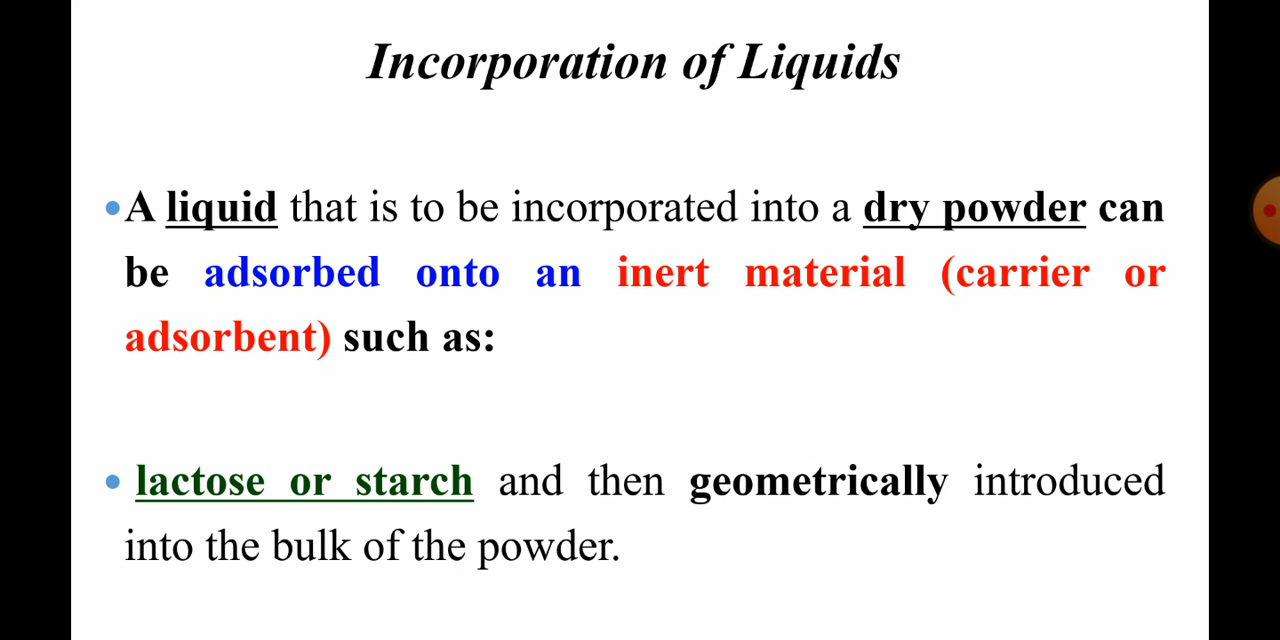 Incorporation of Liquids
•A liquid that is to be incorporated into a dry powder can
be adsorbed onto an inert material (carrier or
adsorbent) such as:
• lactose or starch and then geometrically introduced
into the bulk of the powder.